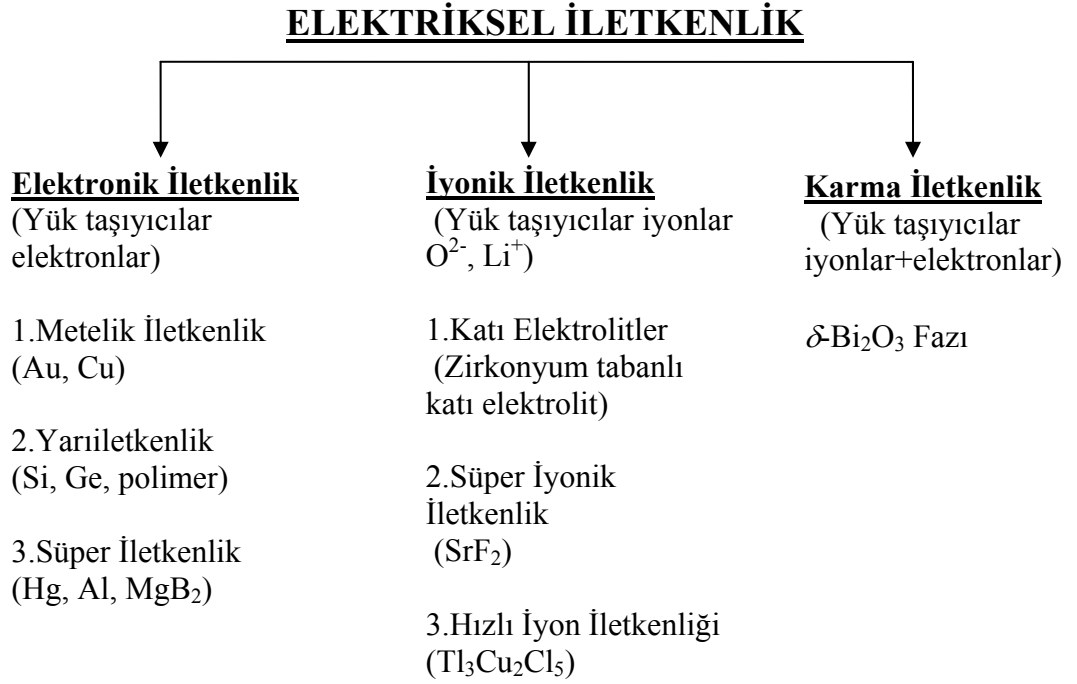 ELEKTRİKSEL İLETKENLİK
Elektronik İletkenlik
(Yük taşıyıcılar
elektronlar)
1.Metelik İletkenlik
(Au, Cu)
2.Yarıiletkenlik
(Si, Ge, polimer)
3.Süper İletkenlik
(Hg, Al, MgB₂)
İyonik İletkenlik
(Yük taşıyıcılar iyonlar
O²⁻, Li⁺)
1.Katı Elektrolitler
(Zirkonyum tabanlı
katı elektrolit)
2.Süper İyonik
İletkenlik
(SrF₂)
3.Hızlı İyon İletkenliği
(Tl₃Cu₂Cl₅)
Karma İletkenlik
(Yük taşıyıcılar
iyonlar+elektronlar)
δ-Bi₂O₃ Fazı